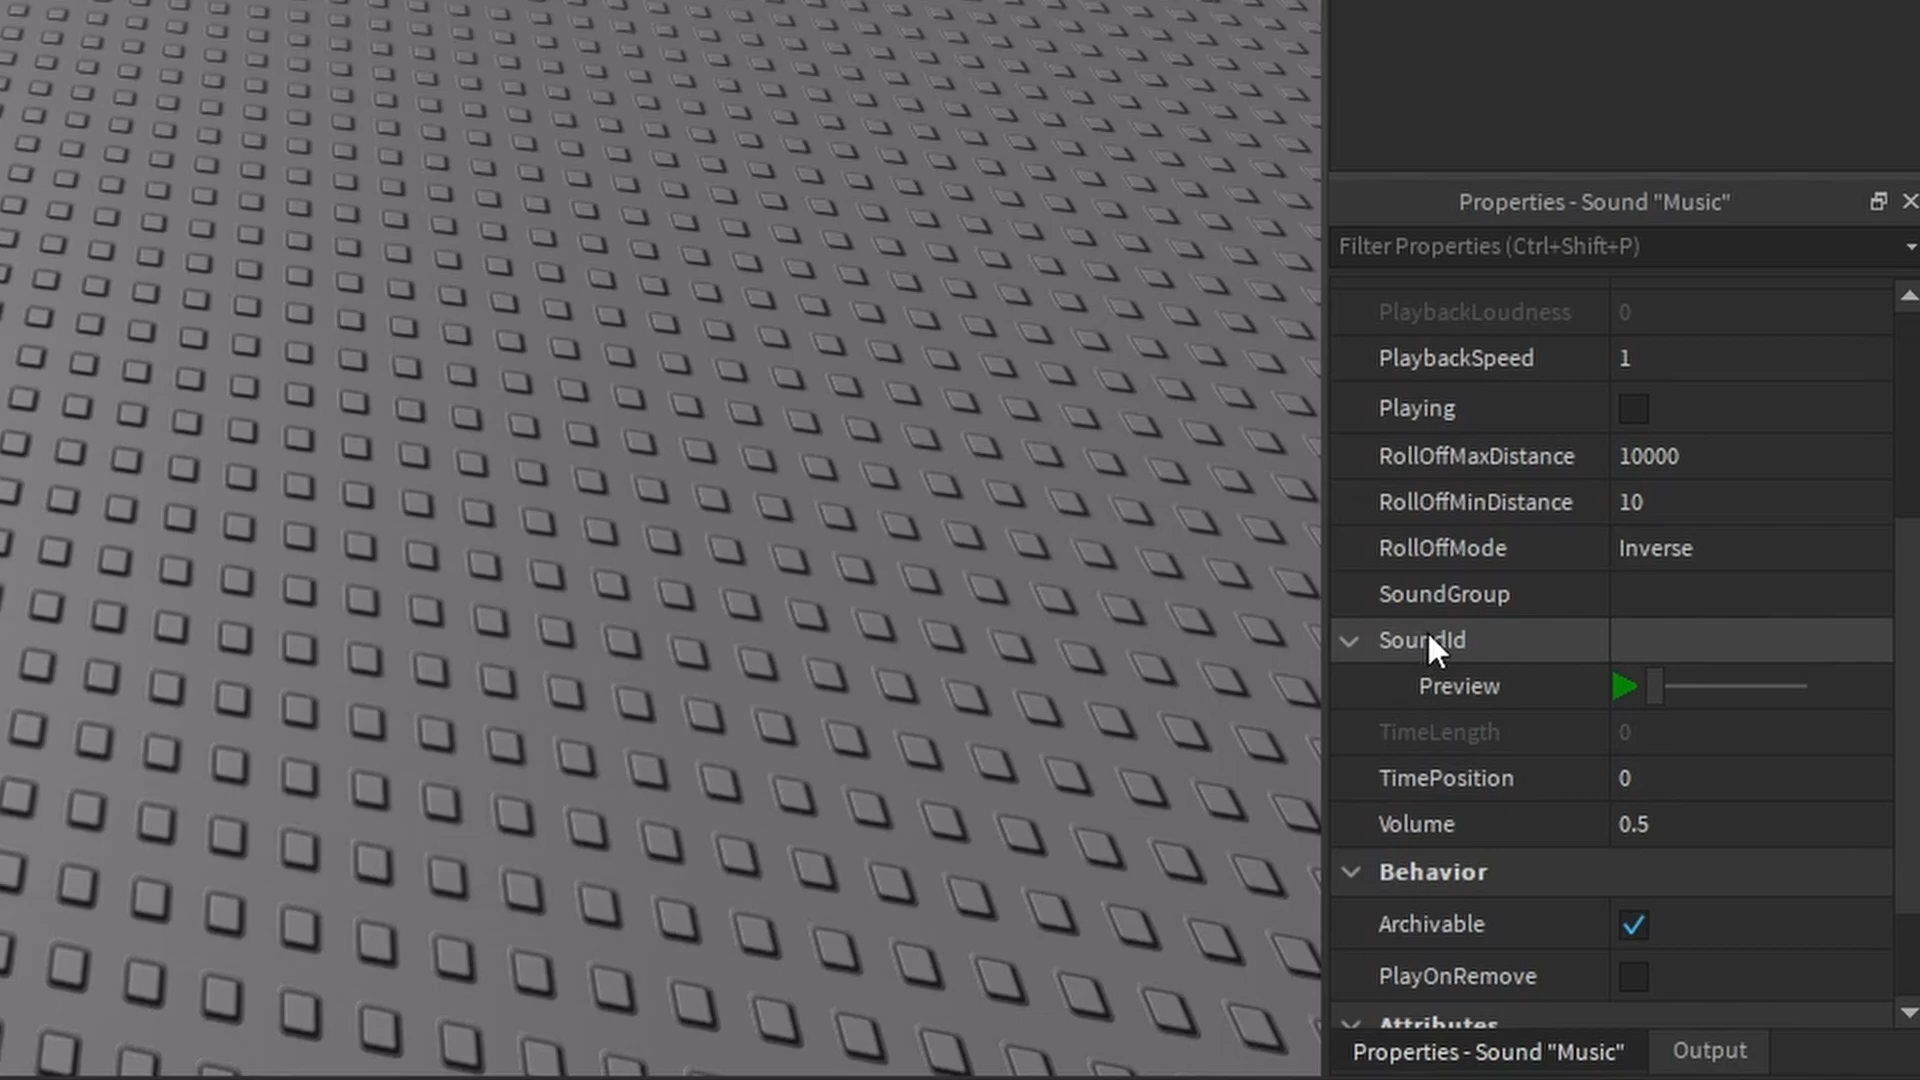 Properties - Sound "Music"
Filter Properties (Ctrl+Shift+P)
PlaybackLoudness 0
PlaybackSpeed 1
Playing
RollOffMaxDistance 10000
RollOffMinDistance 10
RollOffMode Inverse
SoundGroup
SoundId
Preview
TimeLength 0
TimePosition 0
Volume 0.5
Behavior
Archivable
PlayOnRemove
Attributes
Properties - Sound "Music" Output